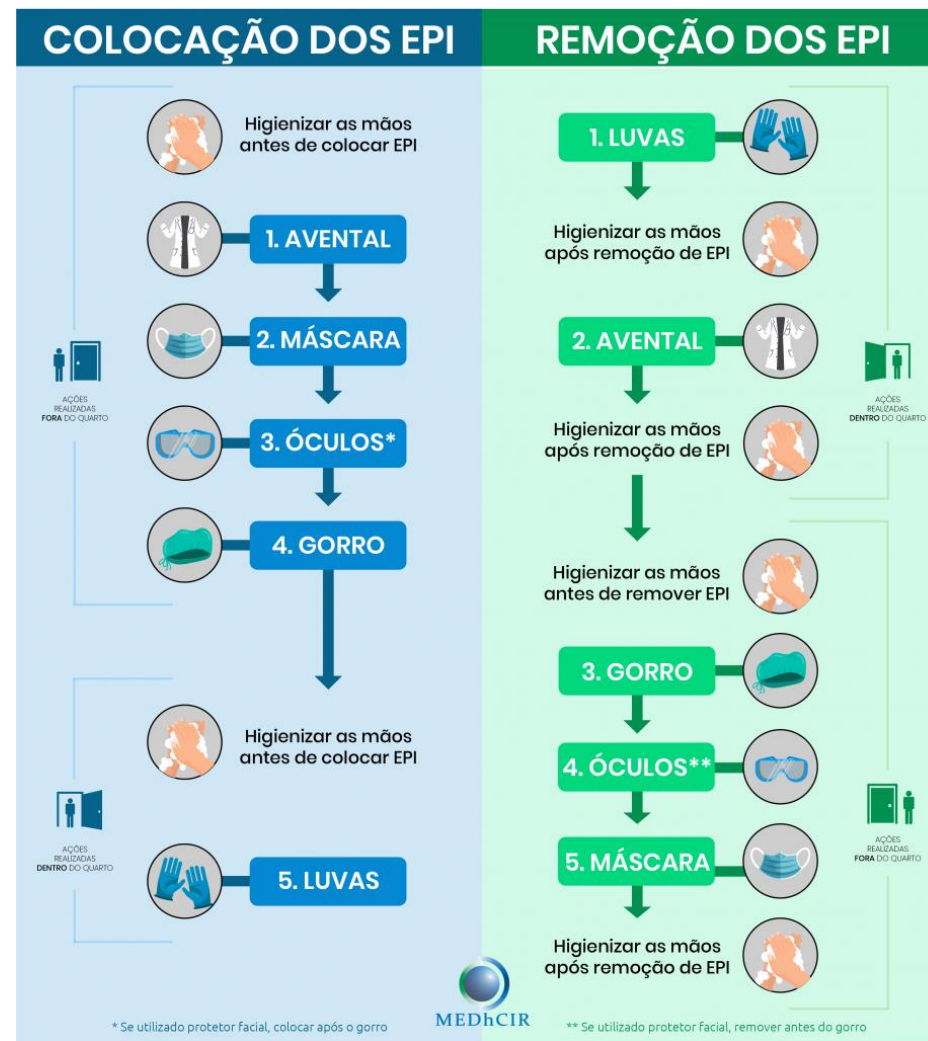 COLOCAÇÃO DOS EPI
Higienizar as mãos
antes de colocar EPI
1. AVENTAL
2. MÁSCARA
3. ÓCULOS*
4. GORRO
AÇÕES
REALIZADAS
FORA DO QUARTO
Higienizar as mãos
antes de colocar EPI
5. LUVAS
AÇÕES
REALIZADAS
DENTRO DO QUARTO
* Se utilizado protetor facial, colocar após o gorro
REMOÇÃO DOS EPI
1. LUVAS
Higienizar as mãos
após remoção de EPI
2. AVENTAL
Higienizar as mãos
após remoção de EPI
AÇÕES
REALIZADAS
DENTRO DO QUARTO
Higienizar as mãos
antes de remover EPI
3. GORRO
4. ÓCULOS**
5. MÁSCARA
Higienizar as mãos
após remoção de EPI
AÇÕES
REALIZADAS
FORA DO QUARTO
** Se utilizado protetor facial, remover antes do gorro
MEDhCIR